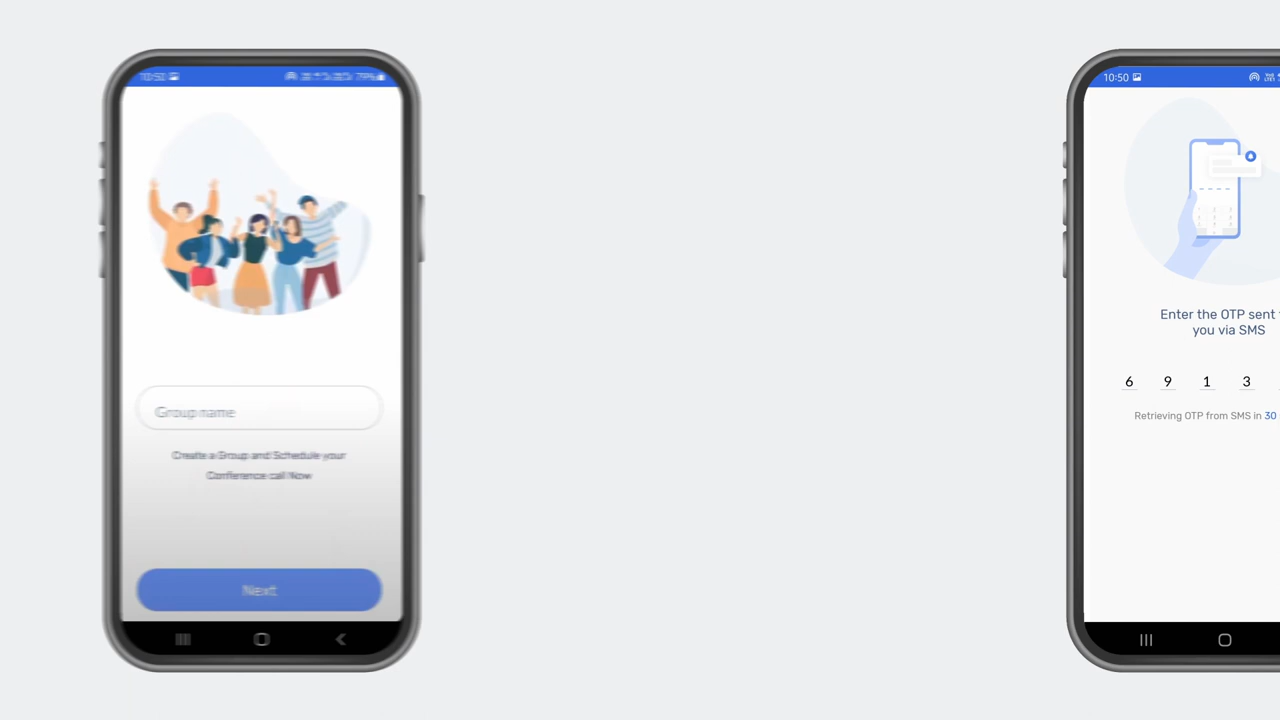 10:50
79%
Group name
Create a Group and Schedule your
Conference call Now
Next
10:50
Enter the OTP sent
you via SMS
6 9 1 3
Retrieving OTP from SMS in 30